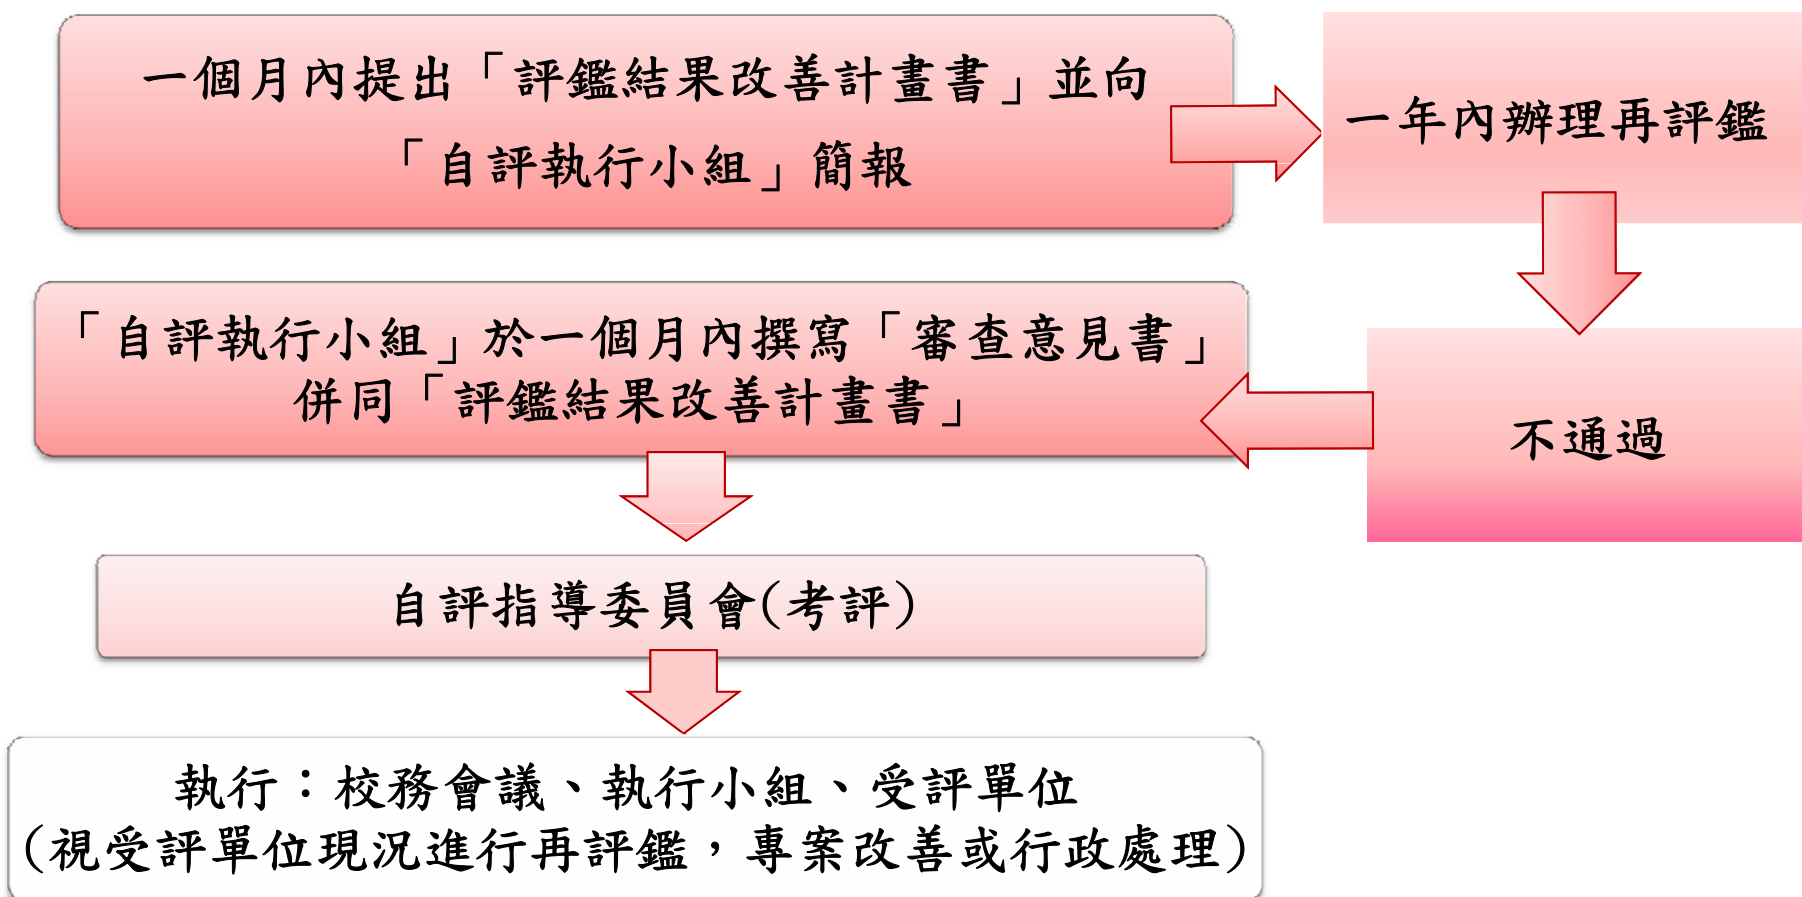 一個月內提出「評鑑結果改善計畫書」並向
「自評執行小組」簡報
一年內辦理再評鑑
不通過
「自評執行小組」於一個月內撰寫「審查意見書」
併同「評鑑結果改善計畫書」
自評指導委員會(考評)
執行：校務會議、執行小組、受評單位
(視受評單位現況進行再評鑑，專案改善或行政處理)